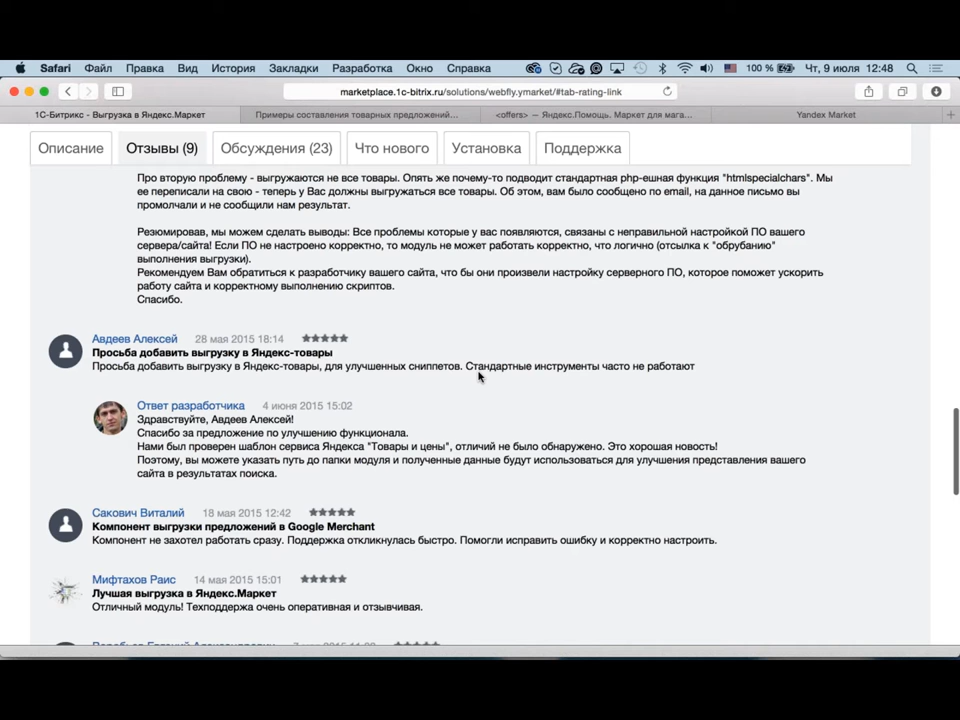 Safari Файл Правка Вид История Закладки Разработка Окно Справка 100 % Чт, 9 июля 12:48
marketplace.1c-bitrix.ru/solutions/webfly.ymarket/#tab-rating-link
1С-Битрикс - Выгрузка в Яндекс.Маркет Примеры составления товарных предложений... <offers> — Яндекс.Помощь. Маркет для мага... Yandex Market
Описание Отзывы (9) Обсуждения (23) Что нового Установка Поддержка
Про вторую проблему - выгружаются не все товары. Опять же почему-то подводит стандартная php-ешная функция "htmlspecialchars". Мы
ее переписали на свою - теперь у Вас должны выгружаться все товары. Об этом, вам было сообщено по email, на данное письмо вы
промолчали и не сообщили нам результат.
Резюмировав, мы можем сделать выводы: Все проблемы которые у вас появляются, связаны с неправильной настройкой ПО вашего
сервера/сайта! Если ПО не настроено корректно, то модуль не может работать корректно, что логично (отсылка к "обрубанию"
выполнения выгрузки).
Рекомендуем Вам обратиться к разработчику вашего сайта, что бы они произвели настройку серверного ПО, которое поможет ускорить
работу сайта и корректному выполнению скриптов.
Спасибо.
Авдеев Алексей 28 мая 2015 18:14
Просьба добавить выгрузку в Яндекс-товары
Просьба добавить выгрузку в Яндекс-товары, для улучшенных сниппетов. Стандартные инструменты часто не работают
Ответ разработчика 4 июня 2015 15:02
Здравствуйте, Авдеев Алексей!
Спасибо за предложение по улучшению функционала.
Нами был проверен шаблон сервиса Яндекса "Товары и цены", отличий не было обнаружено. Это хорошая новость!
Поэтому, вы можете указать путь до папки модуля и полученные данные будут использоваться для улучшения представления вашего
сайта в результатах поиска.
Сакович Виталий 18 мая 2015 12:42
Компонент выгрузки предложений в Google Merchant
Компонент не захотел работать сразу. Поддержка откликнулась быстро. Помогли исправить ошибку и корректно настроить.
Мифтахов Раис 14 мая 2015 15:01
Лучшая выгрузка в Яндекс.Маркет
Отличный модуль! Техподдержка очень оперативная и отзывчивая.